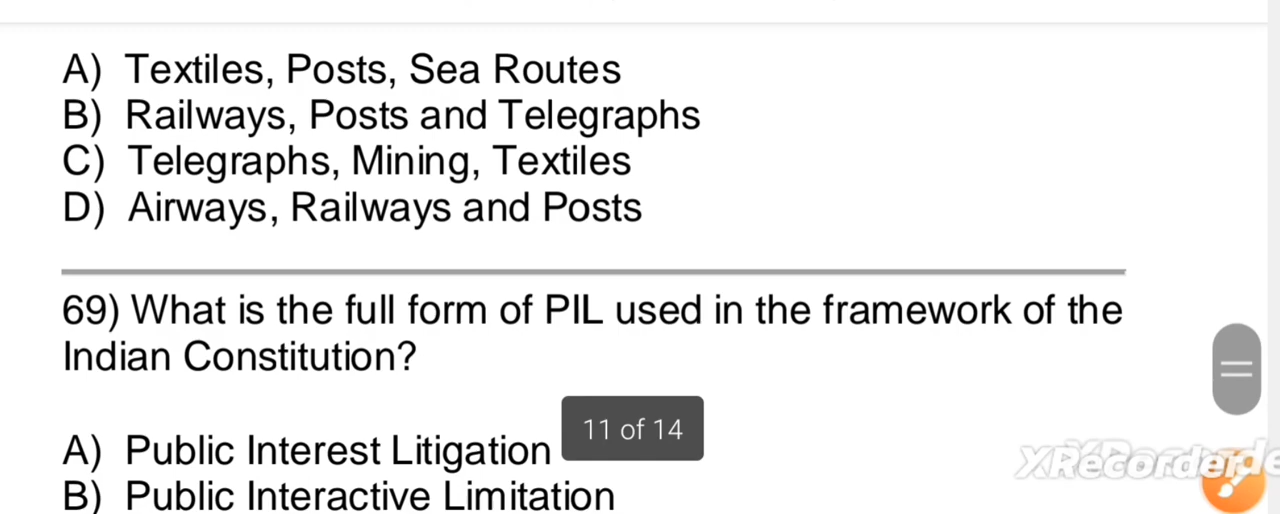 A) Textiles, Posts, Sea Routes
B) Railways, Posts and Telegraphs
C) Telegraphs, Mining, Textiles
D) Airways, Railways and Posts
69) What is the full form of PIL used in the framework of the
Indian Constitution?
11 of 14
A) Public Interest Litigation
XRecorder
B) Public Interactive Limitation